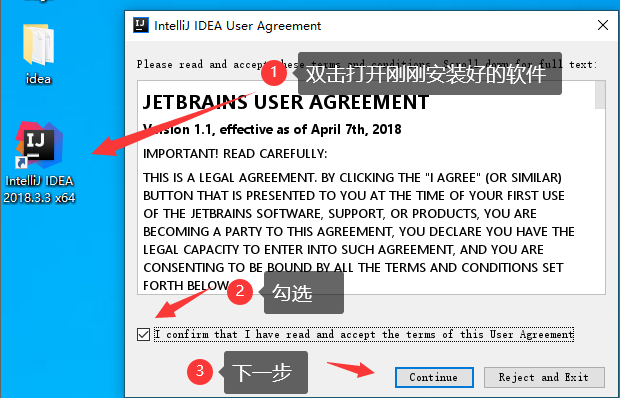 IntelliJ IDEA User Agreement
Please read and accept these terms and conditions. Scroll down for full text:
1 双击打开刚刚安装好的软件
idea
JETBRAINS USER AGREEMENT
Version 1.1, effective as of April 7th, 2018
IMPORTANT! READ CAREFULLY:
THIS IS A LEGAL AGREEMENT. BY CLICKING THE "I AGREE" (OR SIMILAR)
BUTTON THAT IS PRESENTED TO YOU AT THE TIME OF YOUR FIRST USE
OF THE JETBRAINS SOFTWARE, SUPPORT, OR PRODUCTS, YOU ARE
BECOMING A PARTY TO THIS AGREEMENT, YOU DECLARE YOU HAVE THE
LEGAL CAPACITY TO ENTER INTO SUCH AGREEMENT, AND YOU ARE
CONSENTING TO BE BOUND BY ALL THE TERMS AND CONDITIONS SET
FORTH BELOW
IJ
IntelliJ IDEA
2018.3.3 x64
2 勾选
I confirm that I have read and accept the terms of this User Agreement
3 下一步
Continue
Reject and Exit